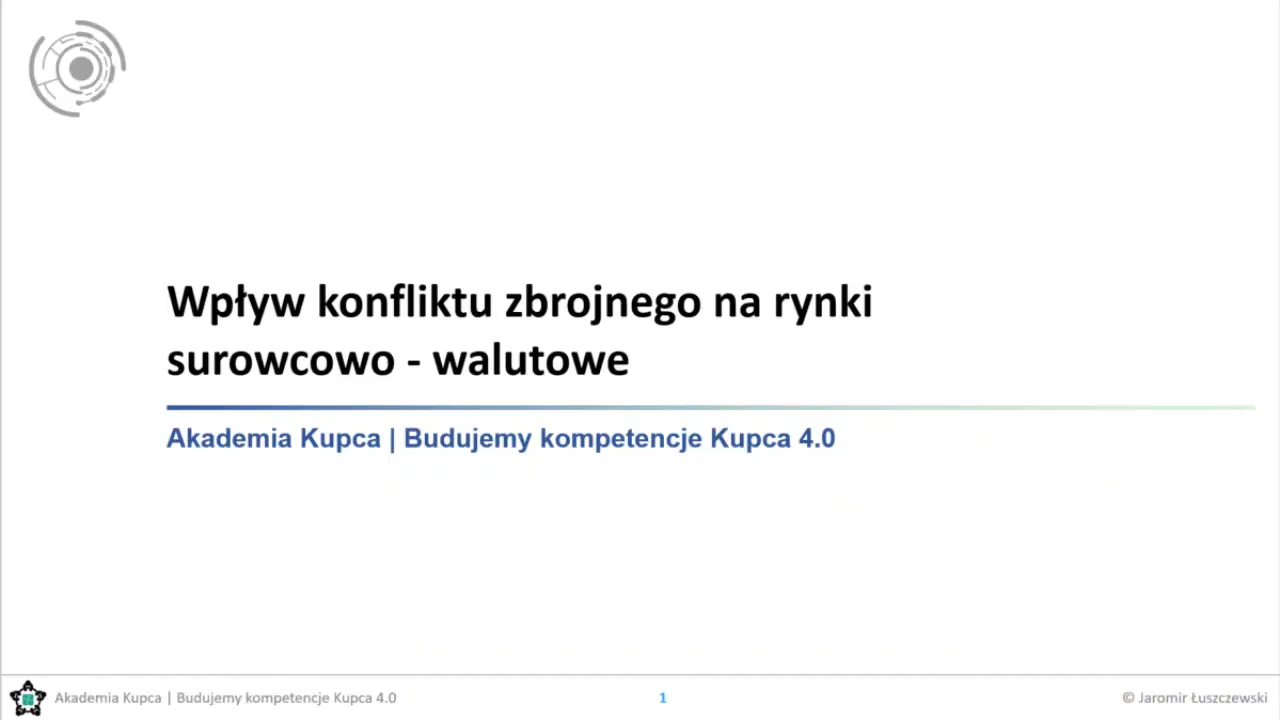 Wpływ konfliktu zbrojnego na rynki
surowcowo - walutowe
Akademia Kupca | Budujemy kompetencje Kupca 4.0
Akademia Kupca | Budujemy kompetencje Kupca 4.0
1
© Jaromir Łuszczewski